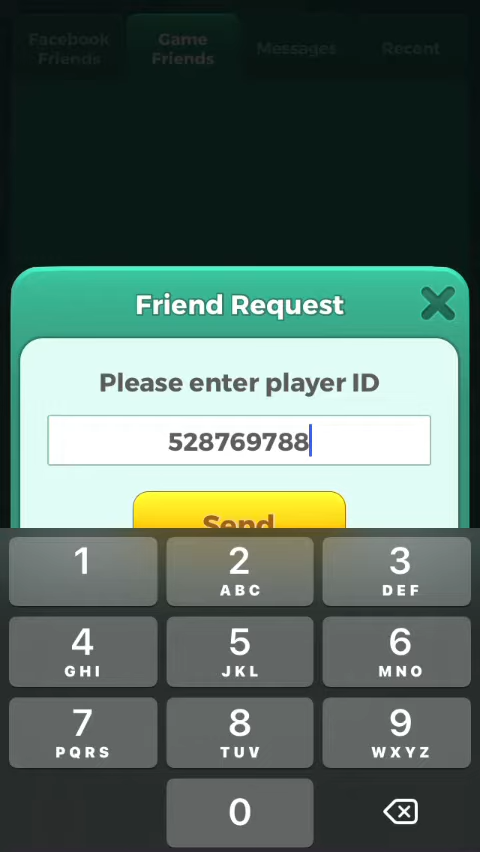 Facebook Friends
Game Friends
Messages
Recent
Friend Request
Please enter player ID
528769788
Send
1
2 ABC
3 DEF
4 GHI
5 JKL
6 MNO
7 PQRS
8 TUV
9 WXYZ
0